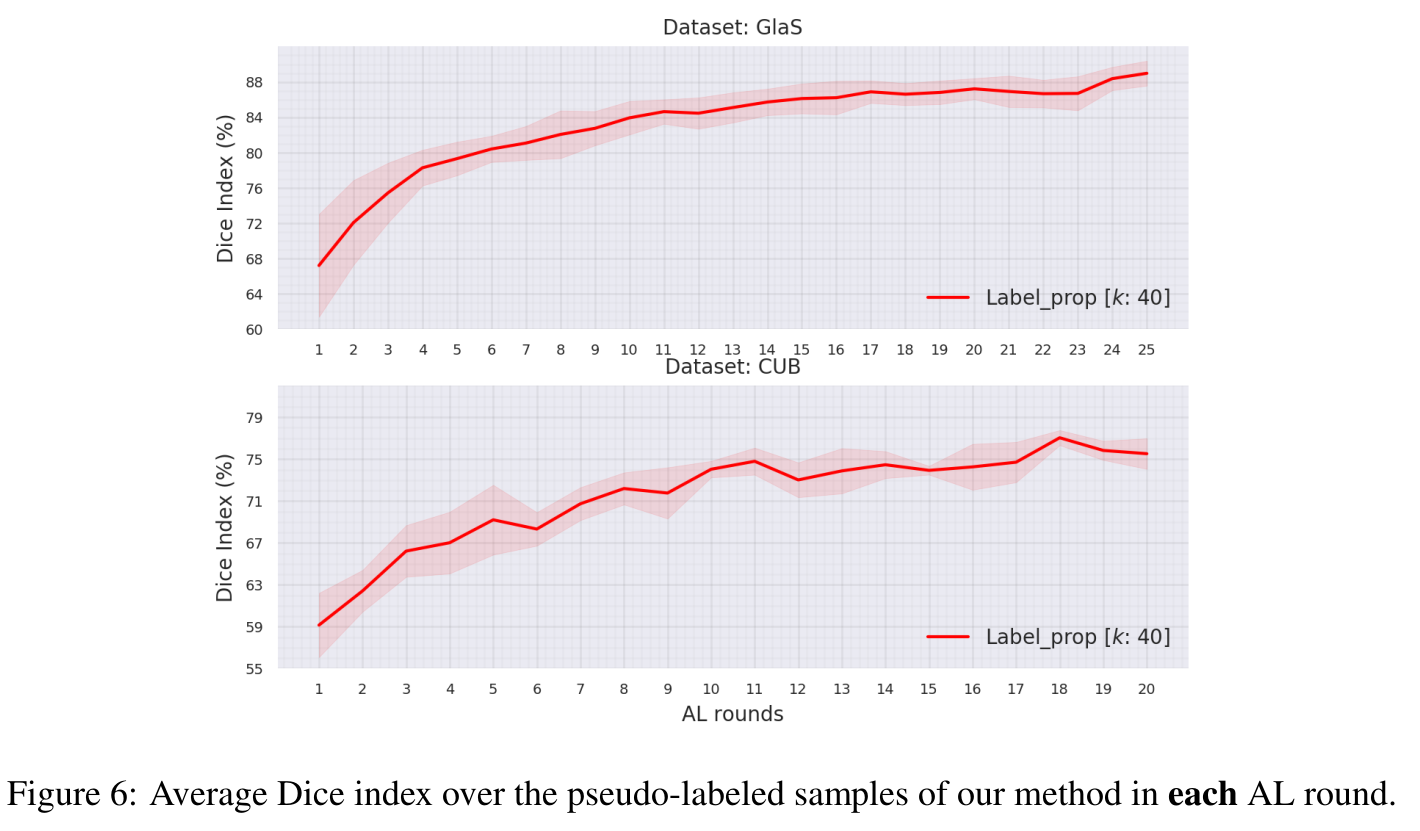 Dataset: GlaS
Dice Index (%)
88
84
80
76
72
68
64
60
Label_prop [k: 40]
1 2 3 4 5 6 7 8 9 10 11 12 13 14 15 16 17 18 19 20 21 22 23 24 25
Dataset: CUB
Dice Index (%)
79
75
71
67
63
59
55
Label_prop [k: 40]
1 2 3 4 5 6 7 8 9 10 11 12 13 14 15 16 17 18 19 20
AL rounds
Figure 6: Average Dice index over the pseudo-labeled samples of our method in each AL round.